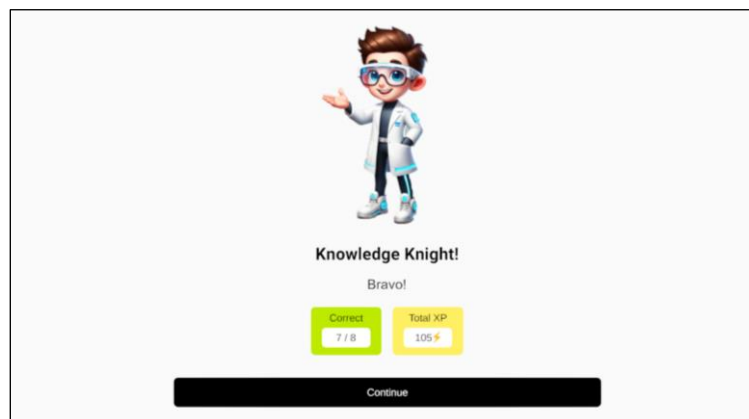 Knowledge Knight!
Bravo!
Correct Total XP
7 / 8 105⚡
Continue